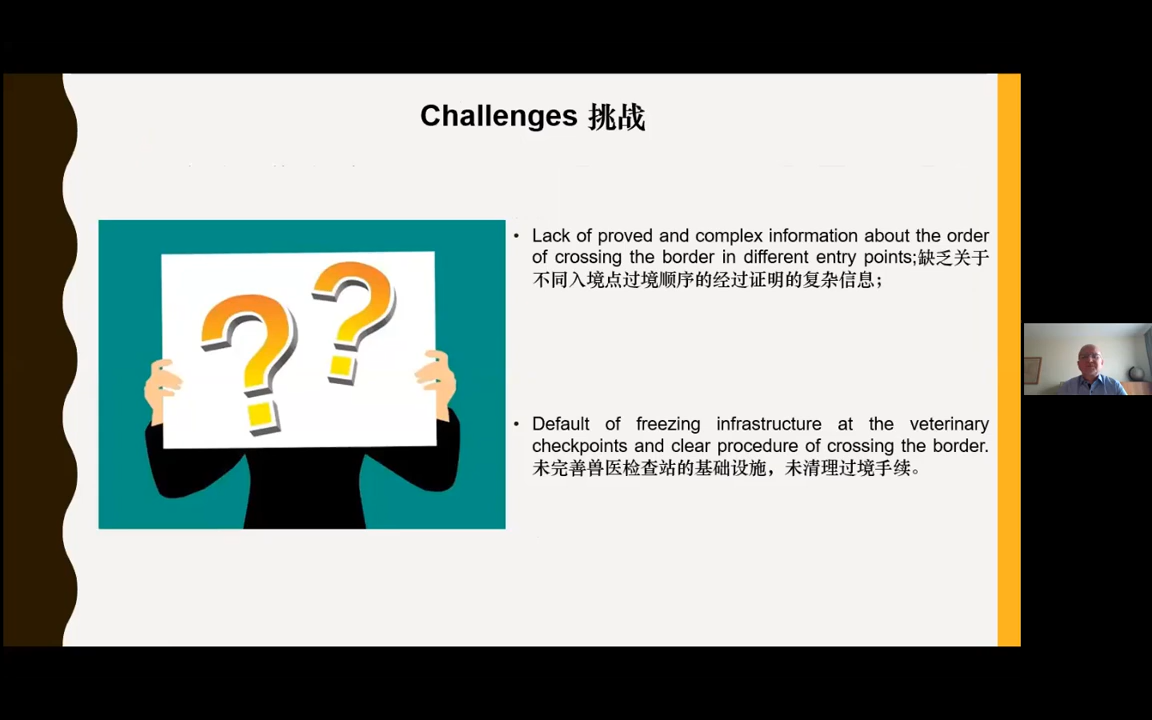 Challenges 挑战
• Lack of proved and complex information about the order
of crossing the border in different entry points;缺乏关于
不同入境点过境顺序的经过证明的复杂信息；
• Default of freezing infrastructure at the veterinary
checkpoints and clear procedure of crossing the border.
未完善兽医检查站的基础设施，未清理过境手续。
? ?